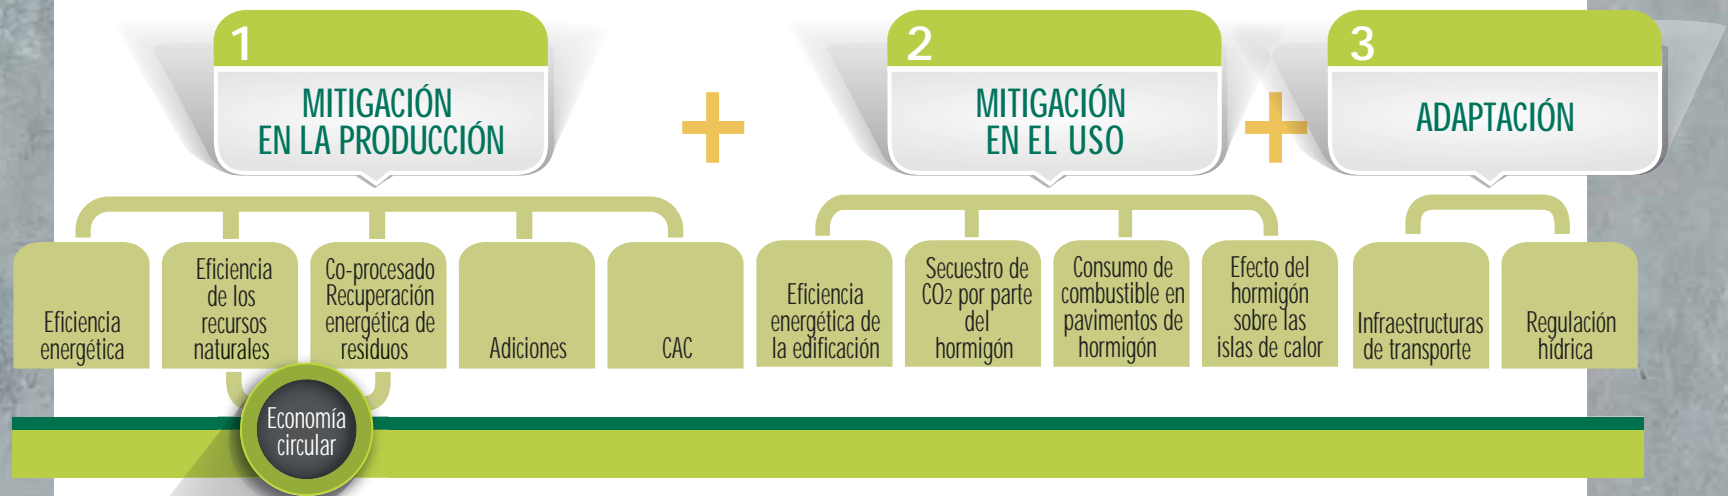 1
MITIGACIÓN
EN LA PRODUCCIÓN
+
2
MITIGACIÓN
EN EL USO
+
3
ADAPTACIÓN
Eficiencia
energética
Eficiencia
de los
recursos
naturales
Co-procesado
Recuperación
energética de
residuos
Adiciones
CAC
Eficiencia
energética de
la edificación
Secuestro de
CO2 por parte
del
hormigón
Consumo de
combustible en
pavimentos de
hormigón
Efecto del
hormigón
sobre las
islas de calor
Infraestructuras
de transporte
Regulación
hídrica
Economía
circular